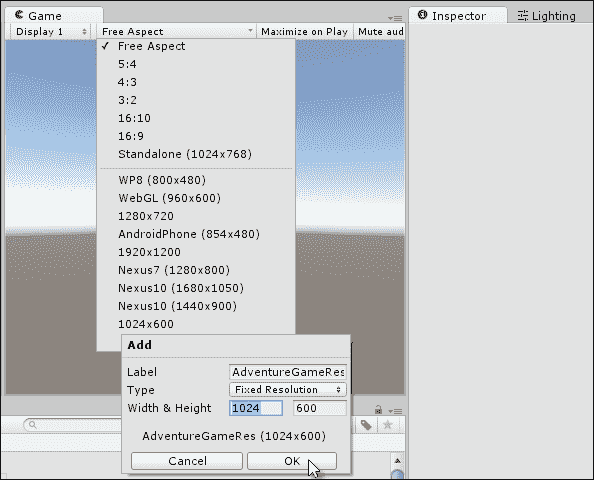 Game
Inspector
Lighting
Display 1
Free Aspect
Maximize on Play
Mute aud
Free Aspect
5:4
4:3
3:2
16:10
16:9
Standalone (1024x768)
WP8 (800x480)
WebGL (960x600)
1280x720
AndroidPhone (854x480)
1920x1200
Nexus7 (1280x800)
Nexus10 (1680x1050)
Nexus10 (1440x900)
1024x600
Add
Label AdventureGameRes
Type Fixed Resolution
Width & Height 1024 600
AdventureGameRes (1024x600)
Cancel OK